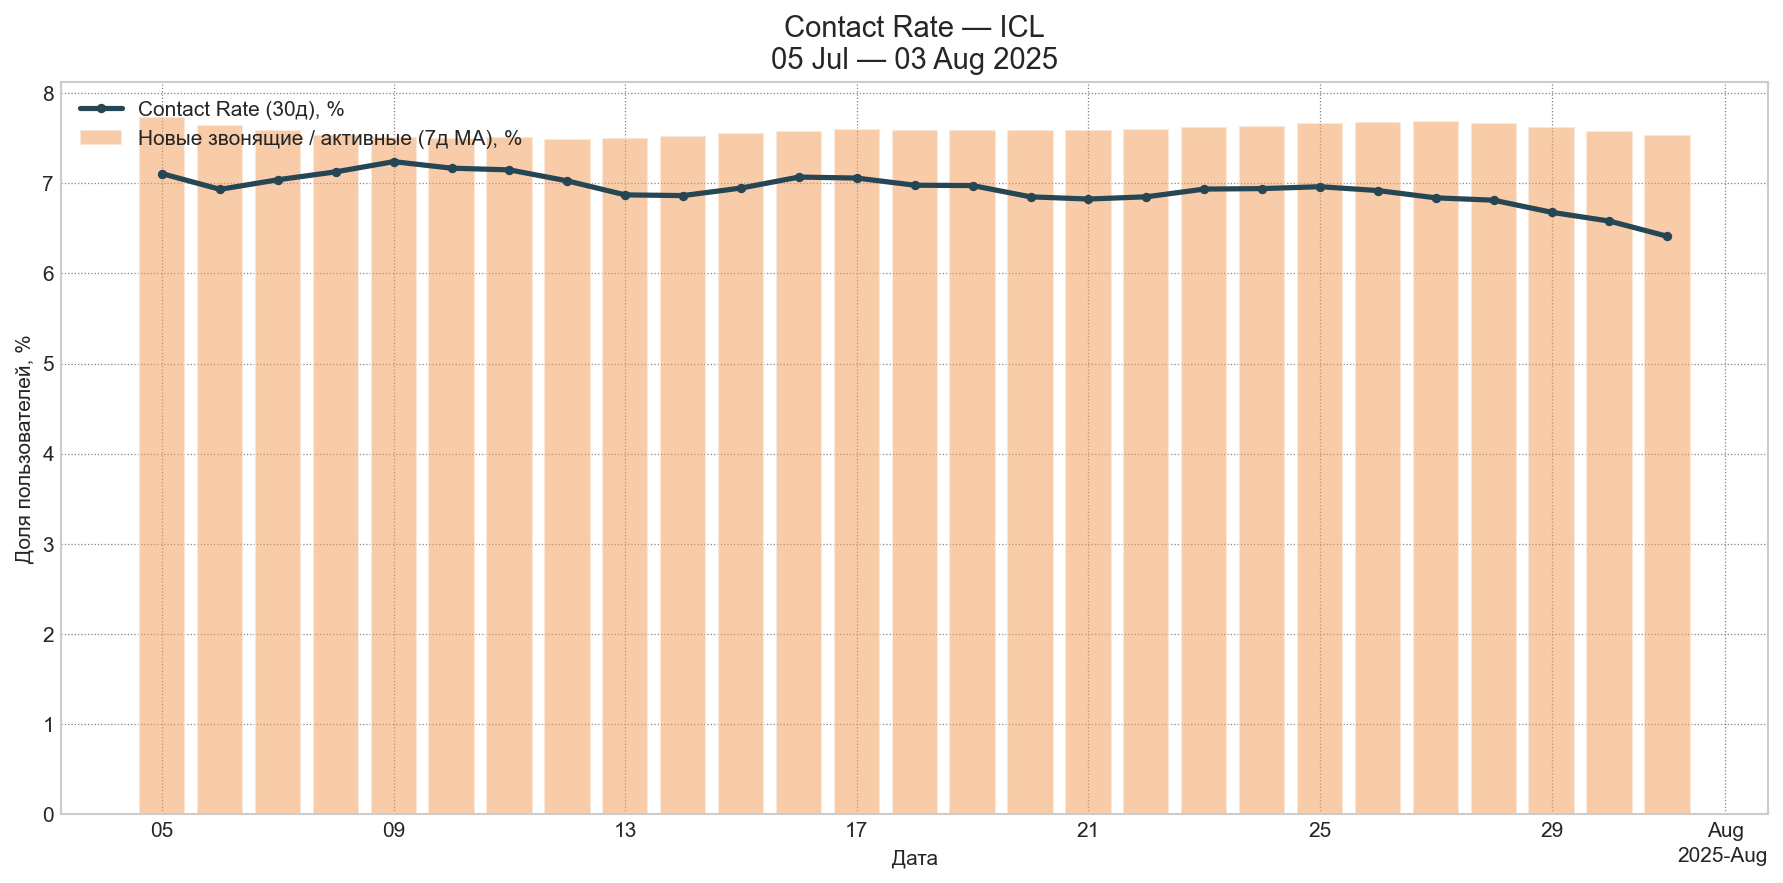 Contact Rate — ICL
05 Jul — 03 Aug 2025
Contact Rate (30д), %
Новые звонящие / активные (7д MA), %
Доля пользователей, %
8
7
6
5
4
3
2
1
0
05 09 13 17 21 25 29 Aug
2025-Aug
Дата